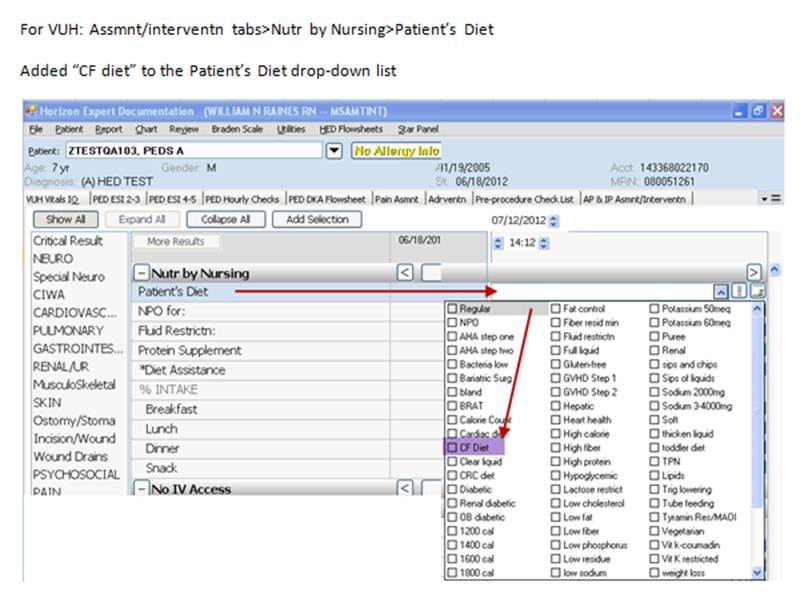 For VUH: Assmnt/interventn tabs>Nutr by Nursing>Patient's Diet
Added "CF diet" to the Patient's Diet drop-down list
Horizon Expert Documentation (WILLIAM N RAINES RN -- MSAMTINT)
File Patient Report Chart Review Braden Scale Utilities HED Flowsheets Star Panel
Patient: ZTESTQA103, PEDS A No Allergy Info
Age: 7 yr Gender: M 1/19/2005 Acct: 143368022170
Diagnosis: (A) HED TEST St: 06/18/2012 MRN: 080051261
VUH Vitals IO PED ESI 2-3 PED ESI 4-5 PED Hourly Checks PED DKA Flowsheet Pain Asmnt Adrventn Pre-procedure Check List AP & IP Asmnt/Interventn
Show All Expand All Collapse All Add Selection 07/12/2012
Critical Result
NEURO
Special Neuro
CIWA
CARDIOVASC...
PULMONARY
GASTROINTES...
RENAL/UR
MusculoSkeletal
SKIN
Ostomy/Stoma
Incision/Wound
Wound Drains
PSYCHOSOCIAL
PAIN
More Results 06/18/201 14:12
Nutr by Nursing
Patient's Diet
NPO for:
Fluid Restrictn:
Protein Supplement
*Diet Assistance
% INTAKE
Breakfast
Lunch
Dinner
Snack
No IV Access
Regular
NPO
AHA step one
AHA step two
Bacteria low
Bariatric Surg
bland
BRAT
Calorie Count
Cardiac die
CF Diet
Clear liquid
CRC diet
Diabetic
Renal diabetic
OB diabetic
1200 cal
1400 cal
1600 cal
1800 cal
Fat control
Fiber resid min
Fluid restrictn
Full liquid
Gluten-free
GVHD Step 1
GVHD Step 2
Hepatic
Heart health
High calorie
High fiber
High protein
Hypoglycemic
Lactose restrict
Low cholesterol
Low fat
Low fiber
Low phosphorus
Low residue
low sodium
Potassium 50meq
Potassium 60meq
Puree
Renal
sips and chips
Sips of liquids
Sodium 2000mg
Sodium 3-4000mg
Soft
thicken liquid
toddler diet
TPN
Lipids
Trig lowering
Tube feeding
Tyramin Res/MAOI
Vegetarian
Vit k-coumadin
Vit K restricted
weight loss